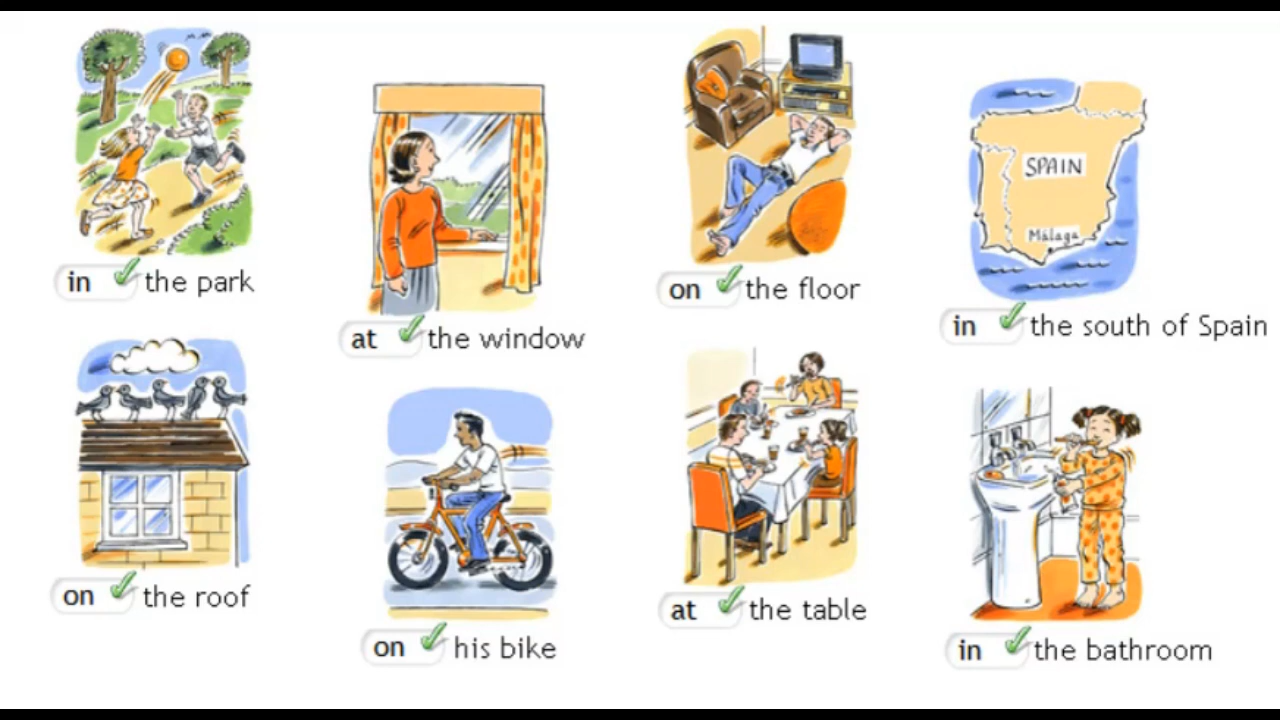 in the park
at the window
on the floor
SPAIN
Málaga
in the south of Spain
on the roof
on his bike
at the table
in the bathroom